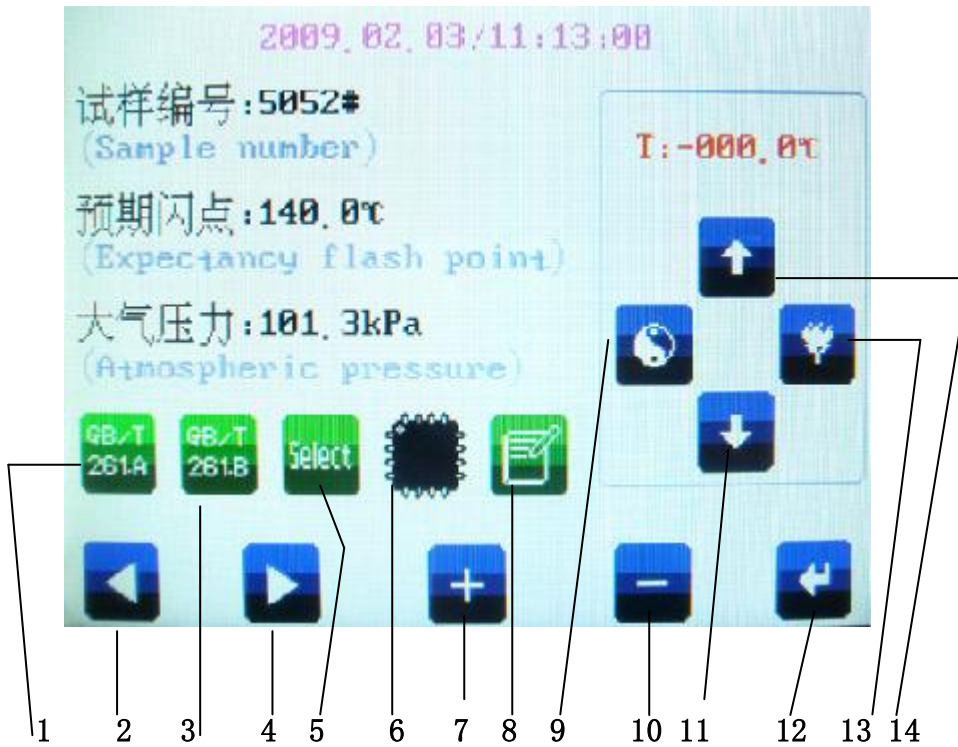 2009.02.03/11:13:00
试样编号:5052#
(Sample number)
T:-000.0℃
预期闪点:140.0℃
(Expectancy flash point)
大气压力:101.3kPa
(Atmospheric pressure)
GB/T
261.A
GB/T
261.B
Select
1 2 3 4 5 6 7 8 9 10 11 12 13 14